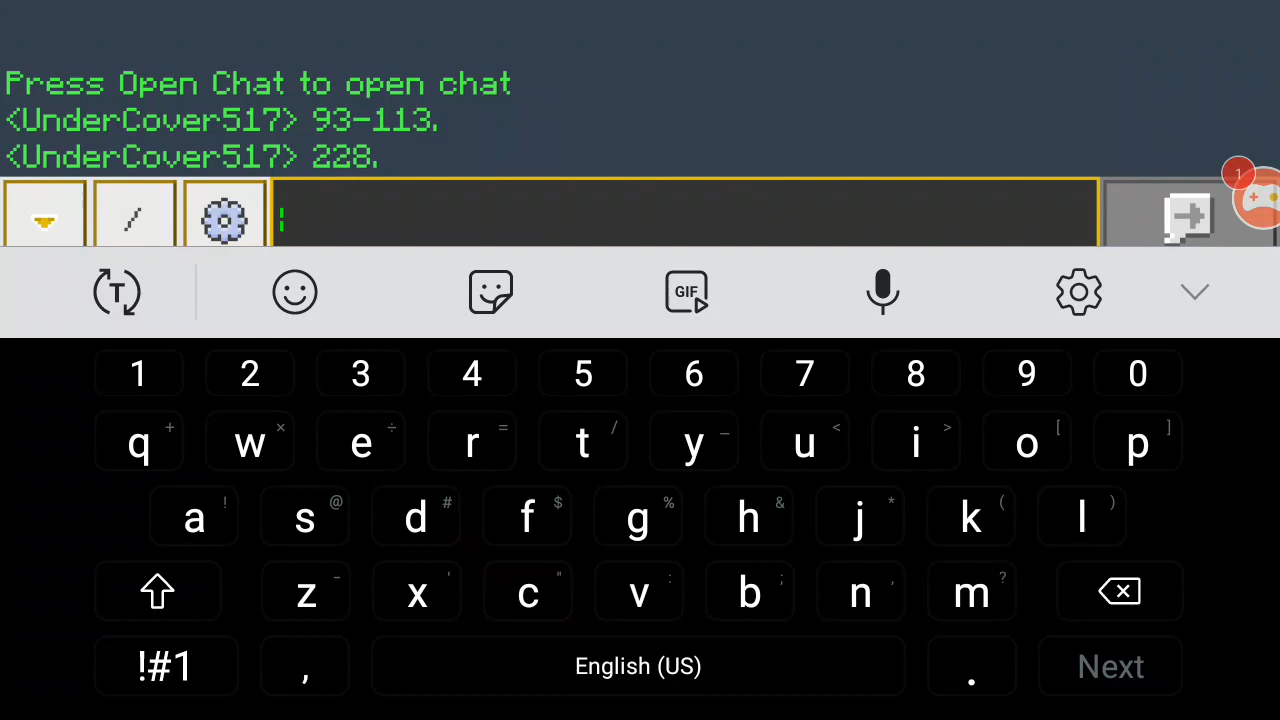 Press Open Chat to open chat
<UnderCover517> 93-113.
<UnderCover517> 228.
/
1
T
GIF
1 2 3 4 5 6 7 8 9 0
q + w × e ÷ r = t / y _ u < i > o [ p ]
a ! s @ d # f $ g % h & j * k ( l )
z - x ' c " v : b ; n , m ?
!#1 , English (US) . Next